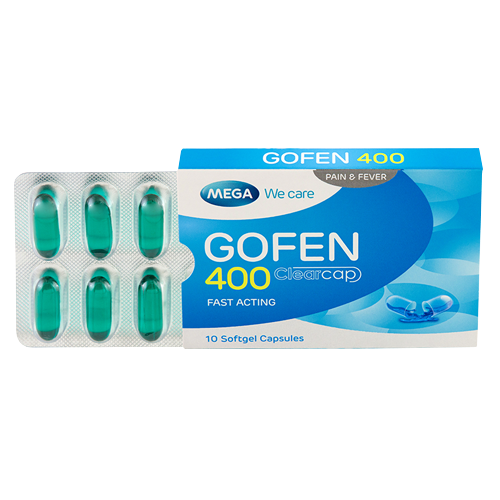 GOFEN 400
PAIN & FEVER
MEGA We care
GOFEN
400 Clearcap
FAST ACTING
10 Softgel Capsules